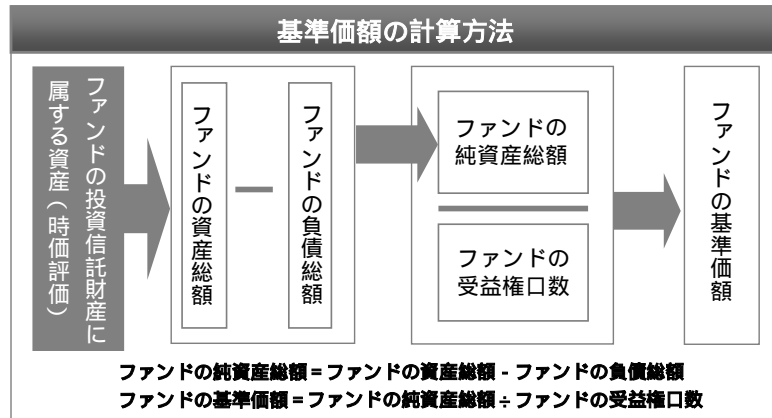 基準価額の計算方法
ファンドの投資信託財産に
属する資産(時価評価)
ファンドの資産総額
ファンドの負債総額
ファンドの
純資産総額
ファンドの
受益権口数
ファンドの基準価額
ファンドの純資産総額=ファンドの資産総額-ファンドの負債総額
ファンドの基準価額=ファンドの純資産総額÷ファンドの受益権口数